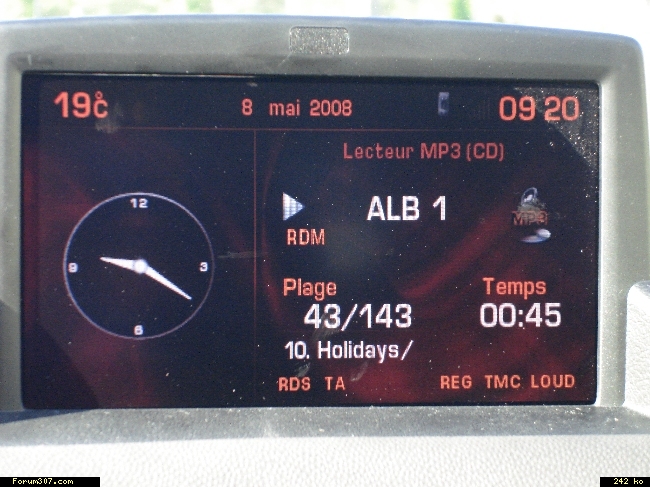 19°C 8 mai 2008 09:20
Lecteur MP3 (CD)
ALB 1
MP3
RDM
12
9 3
6
Plage Temps
43/143 00:45
10. Holidays/
RDS TA REG TMC LOUD
Forum307.com 242 ko